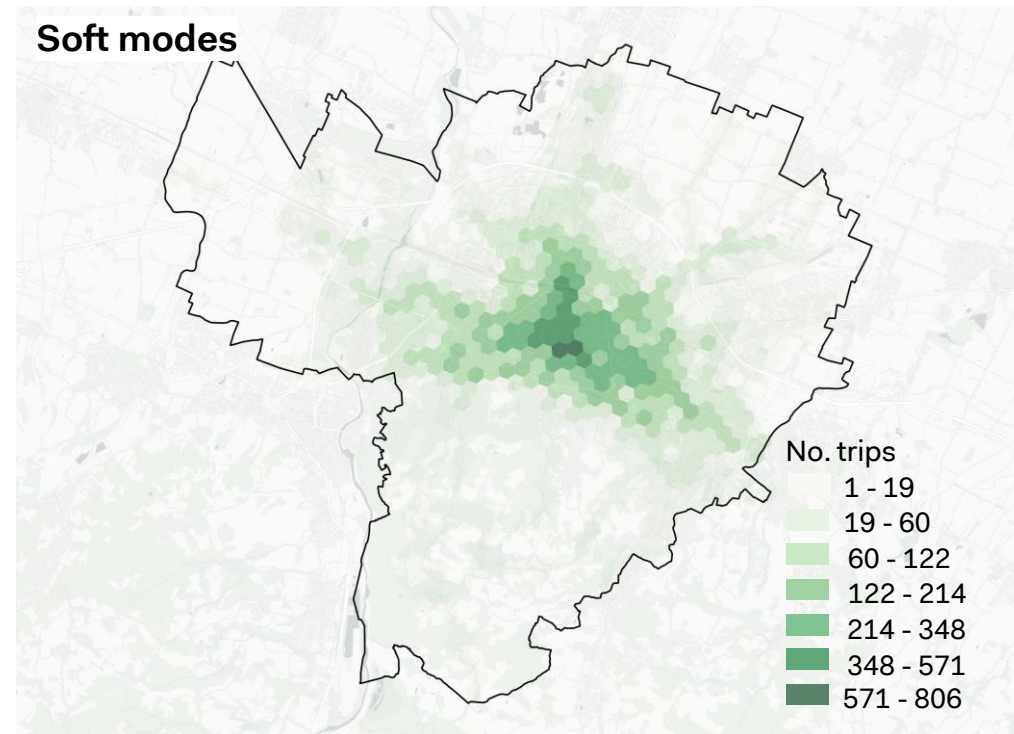 Soft modes
No. trips
1 - 19
19 - 60
60 - 122
122 - 214
214 - 348
348 - 571
571 - 806